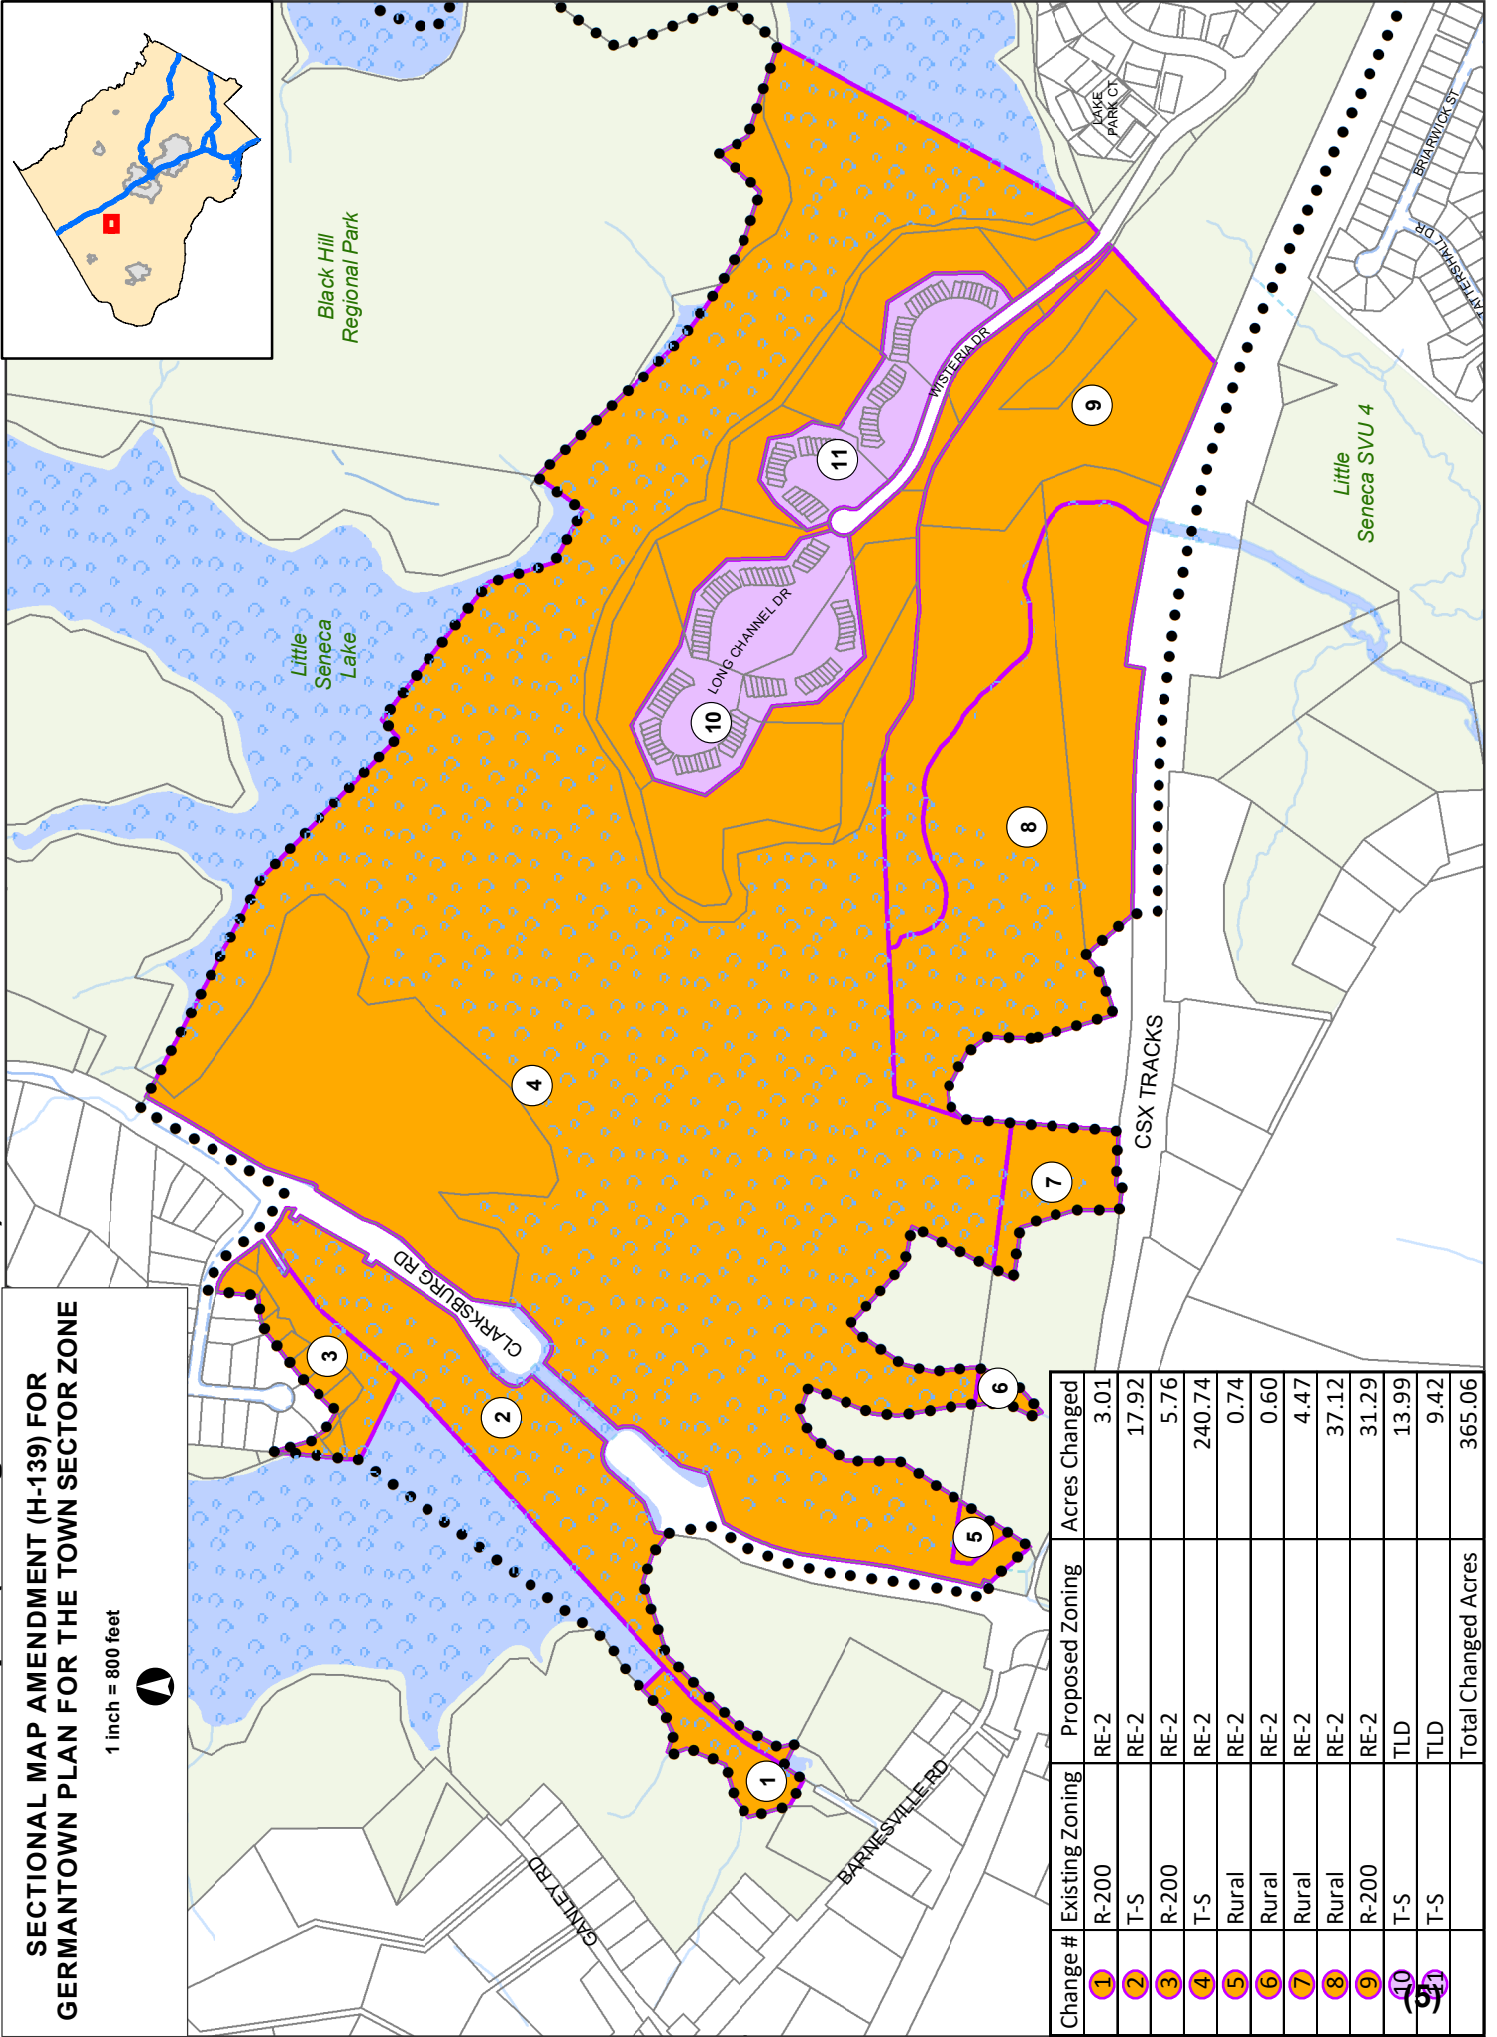 SECTIONAL MAP AMENDMENT (H-139) FOR
GERMANTOWN PLAN FOR THE TOWN SECTOR ZONE
1 inch = 800 feet
Black Hill
Regional Park
Little
Seneca
Lake
Little
Seneca SVU 4
LAKE
PARK CT
BRIARWICK ST
TATTERSHALL DR
WISTERIA DR
LONG CHANNEL DR
CLARKSBURG RD
CSX TRACKS
GANLEY RD
BARNESVILLE RD
1
2
3
4
5
6
7
8
9
10
11
Change # Existing Zoning Proposed Zoning Acres Changed
1 R-200 RE-2 3.01
2 T-S RE-2 17.92
3 R-200 RE-2 5.76
4 T-S RE-2 240.74
5 Rural RE-2 0.74
6 Rural RE-2 0.60
7 Rural RE-2 4.47
8 Rural RE-2 37.12
9 R-200 RE-2 31.29
10 T-S TLD 13.99
11 T-S TLD 9.42
Total Changed Acres 365.06
(5)